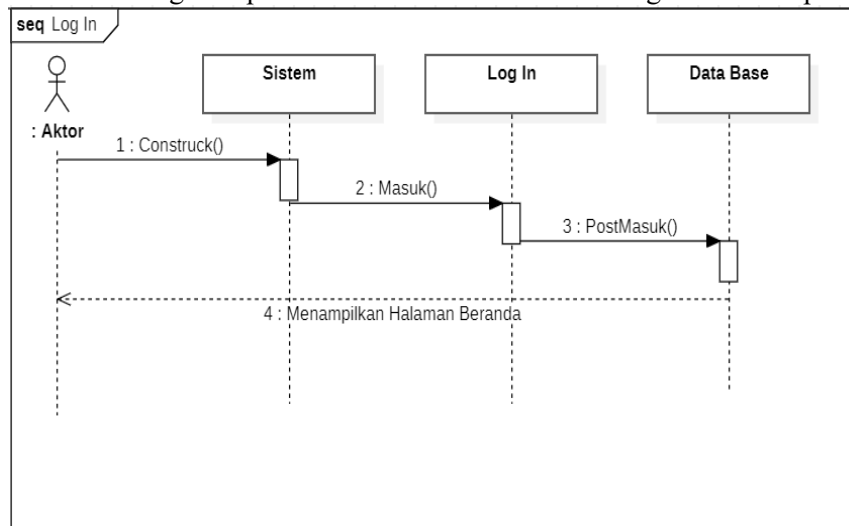 seq Log In
Sistem
Log In
Data Base
: Aktor
1 : Construck()
2 : Masuk()
3 : PostMasuk()
4 : Menampilkan Halaman Beranda